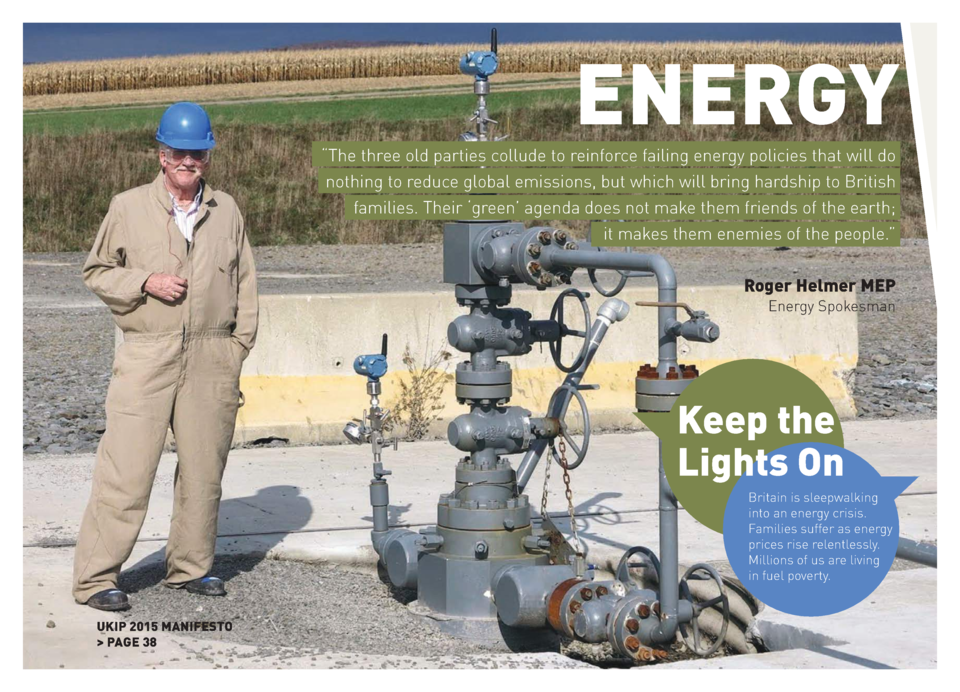 ENERGY
“The three old parties collude to reinforce failing energy policies that will do
nothing to reduce global emissions, but which will bring hardship to British
families. Their ‘green’ agenda does not make them friends of the earth;
it makes them enemies of the people.”
Roger Helmer MEP
Energy Spokesman
Keep the
Lights On
Britain is sleepwalking
into an energy crisis.
Families suffer as energy
prices rise relentlessly.
Millions of us are living
in fuel poverty.
UKIP 2015 MANIFESTO
> PAGE 38